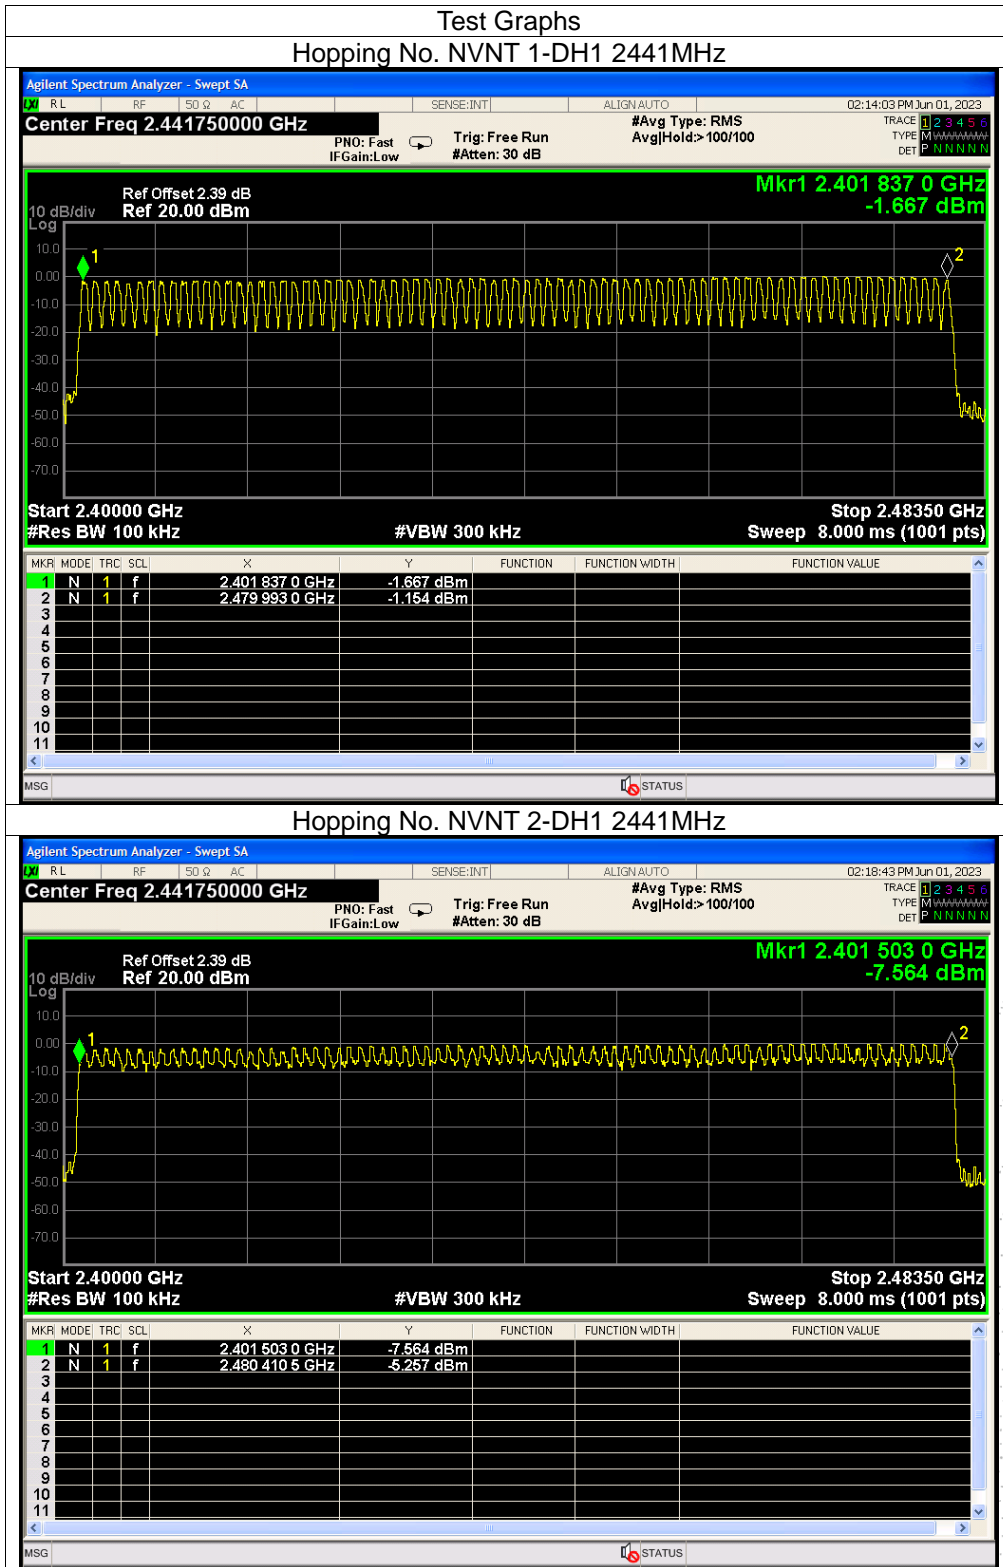 Test Graphs
Hopping No. NVNT 1-DH1 2441MHz
Agilent Spectrum Analyzer - Swept SA
LXI RL RF 50 Ω AC SENSE:INT ALIGN AUTO 02:14:03 PM Jun 01, 2023
Center Freq 2.441750000 GHz #Avg Type: RMS TRACE 1 2 3 4 5 6
PNO: Fast Trig: Free Run Avg|Hold:>100/100 TYPE M
IFGain:Low #Atten: 30 dB DET P N N N N N
Mkr1 2.401 837 0 GHz
Ref Offset 2.39 dB
10 dB/div Ref 20.00 dBm -1.667 dBm
Log
10.0
1
2
0.00
-10.0
-20.0
-30.0
-40.0
-50.0
-60.0
-70.0
Start 2.40000 GHz Stop 2.48350 GHz
#Res BW 100 kHz #VBW 300 kHz Sweep 8.000 ms (1001 pts)
MKR MODE TRC SCL X Y FUNCTION FUNCTION WIDTH FUNCTION VALUE
1 N 1 f 2.401 837 0 GHz -1.667 dBm
2 N 1 f 2.479 993 0 GHz -1.154 dBm
3
4
5
6
7
8
9
10
11
MSG STATUS
Hopping No. NVNT 2-DH1 2441MHz
Agilent Spectrum Analyzer - Swept SA
LXI RL RF 50 Ω AC SENSE:INT ALIGN AUTO 02:18:43 PM Jun 01, 2023
Center Freq 2.441750000 GHz #Avg Type: RMS TRACE 1 2 3 4 5 6
PNO: Fast Trig: Free Run Avg|Hold:>100/100 TYPE M
IFGain:Low #Atten: 30 dB DET P N N N N N
Mkr1 2.401 503 0 GHz
Ref Offset 2.39 dB
10 dB/div Ref 20.00 dBm -7.564 dBm
Log
10.0
1
2
0.00
-10.0
-20.0
-30.0
-40.0
-50.0
-60.0
-70.0
Start 2.40000 GHz Stop 2.48350 GHz
#Res BW 100 kHz #VBW 300 kHz Sweep 8.000 ms (1001 pts)
MKR MODE TRC SCL X Y FUNCTION FUNCTION WIDTH FUNCTION VALUE
1 N 1 f 2.401 503 0 GHz -7.564 dBm
2 N 1 f 2.480 410 5 GHz -5.257 dBm
3
4
5
6
7
8
9
10
11
MSG STATUS